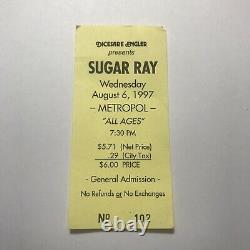 DICESARE ENGLER
presents
SUGAR RAY
Wednesday
August 6, 1997
— METROPOL —
"ALL AGES"
7:30 PM
$5.71 (Net Price)
.29 (City Tax)
$6.00 PRICE
- General Admission -
No Refunds or No Exchanges
No 102